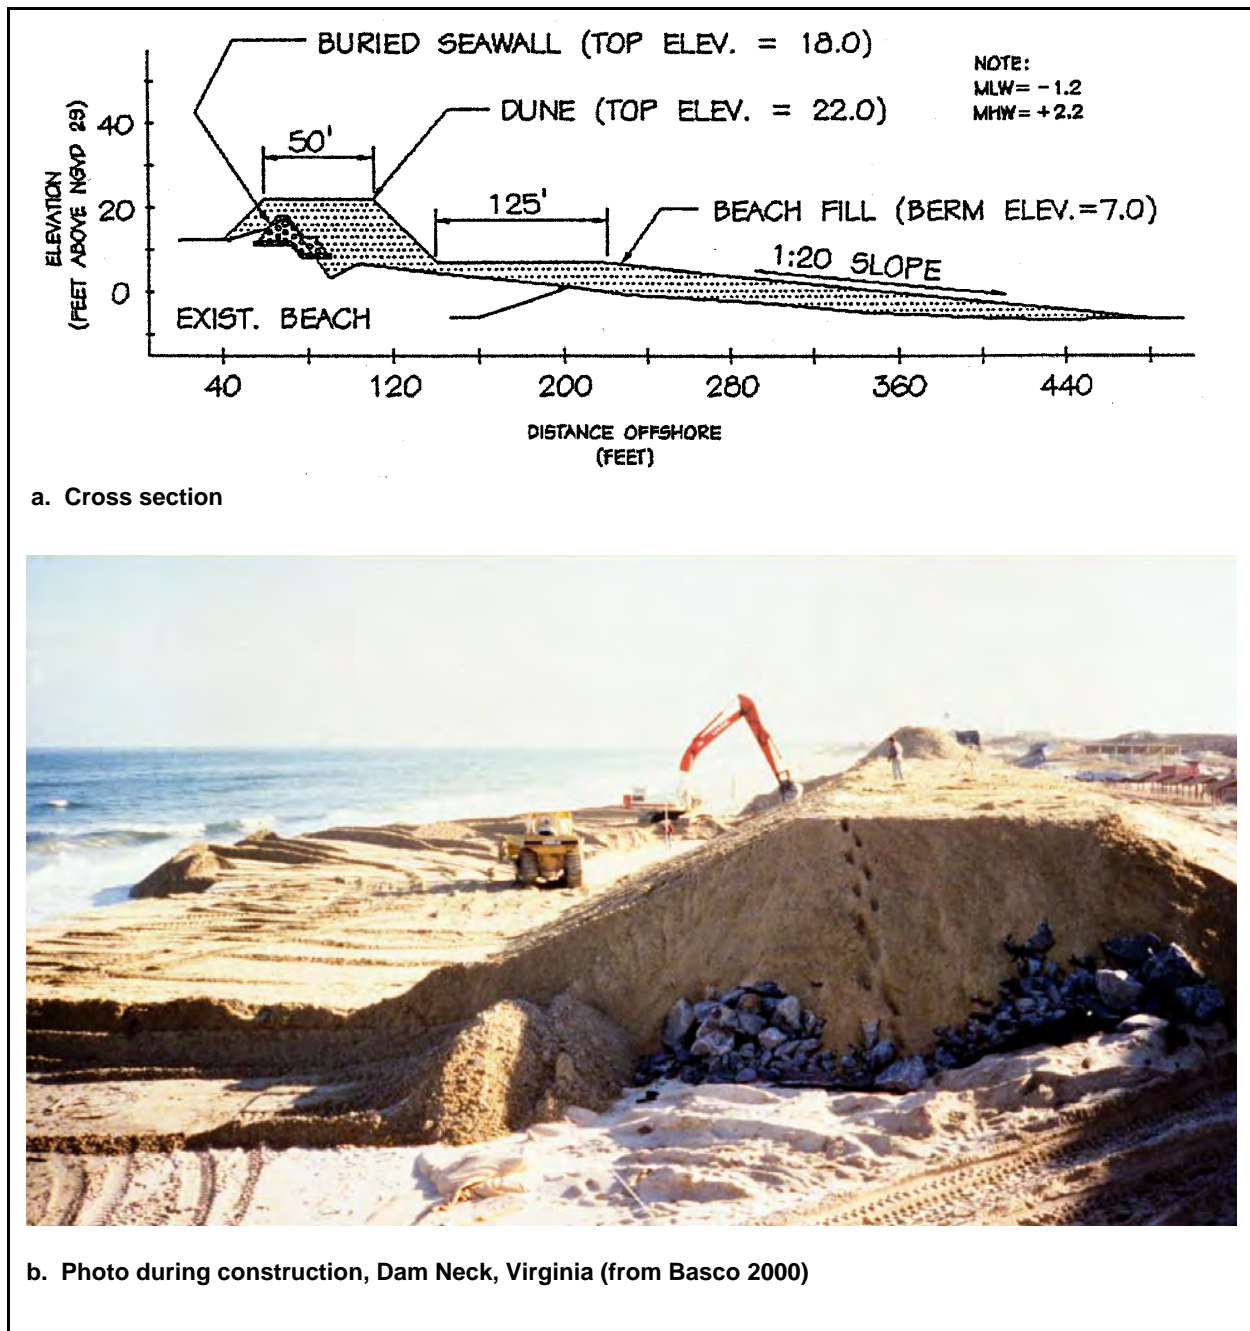 BURIED SEAWALL (TOP ELEV. = 18.0)
NOTE:
MLW= -1.2
MHW= +2.2
DUNE (TOP ELEV. = 22.0)
50'
125'
BEACH FILL (BERM ELEV.=7.0)
1:20 SLOPE
EXIST. BEACH
ELEVATION
(FEET ABOVE NGVD 29)
40
20
0
40
120
200
280
360
440
DISTANCE OFFSHORE
(FEET)
a. Cross section
b. Photo during construction, Dam Neck, Virginia (from Basco 2000)